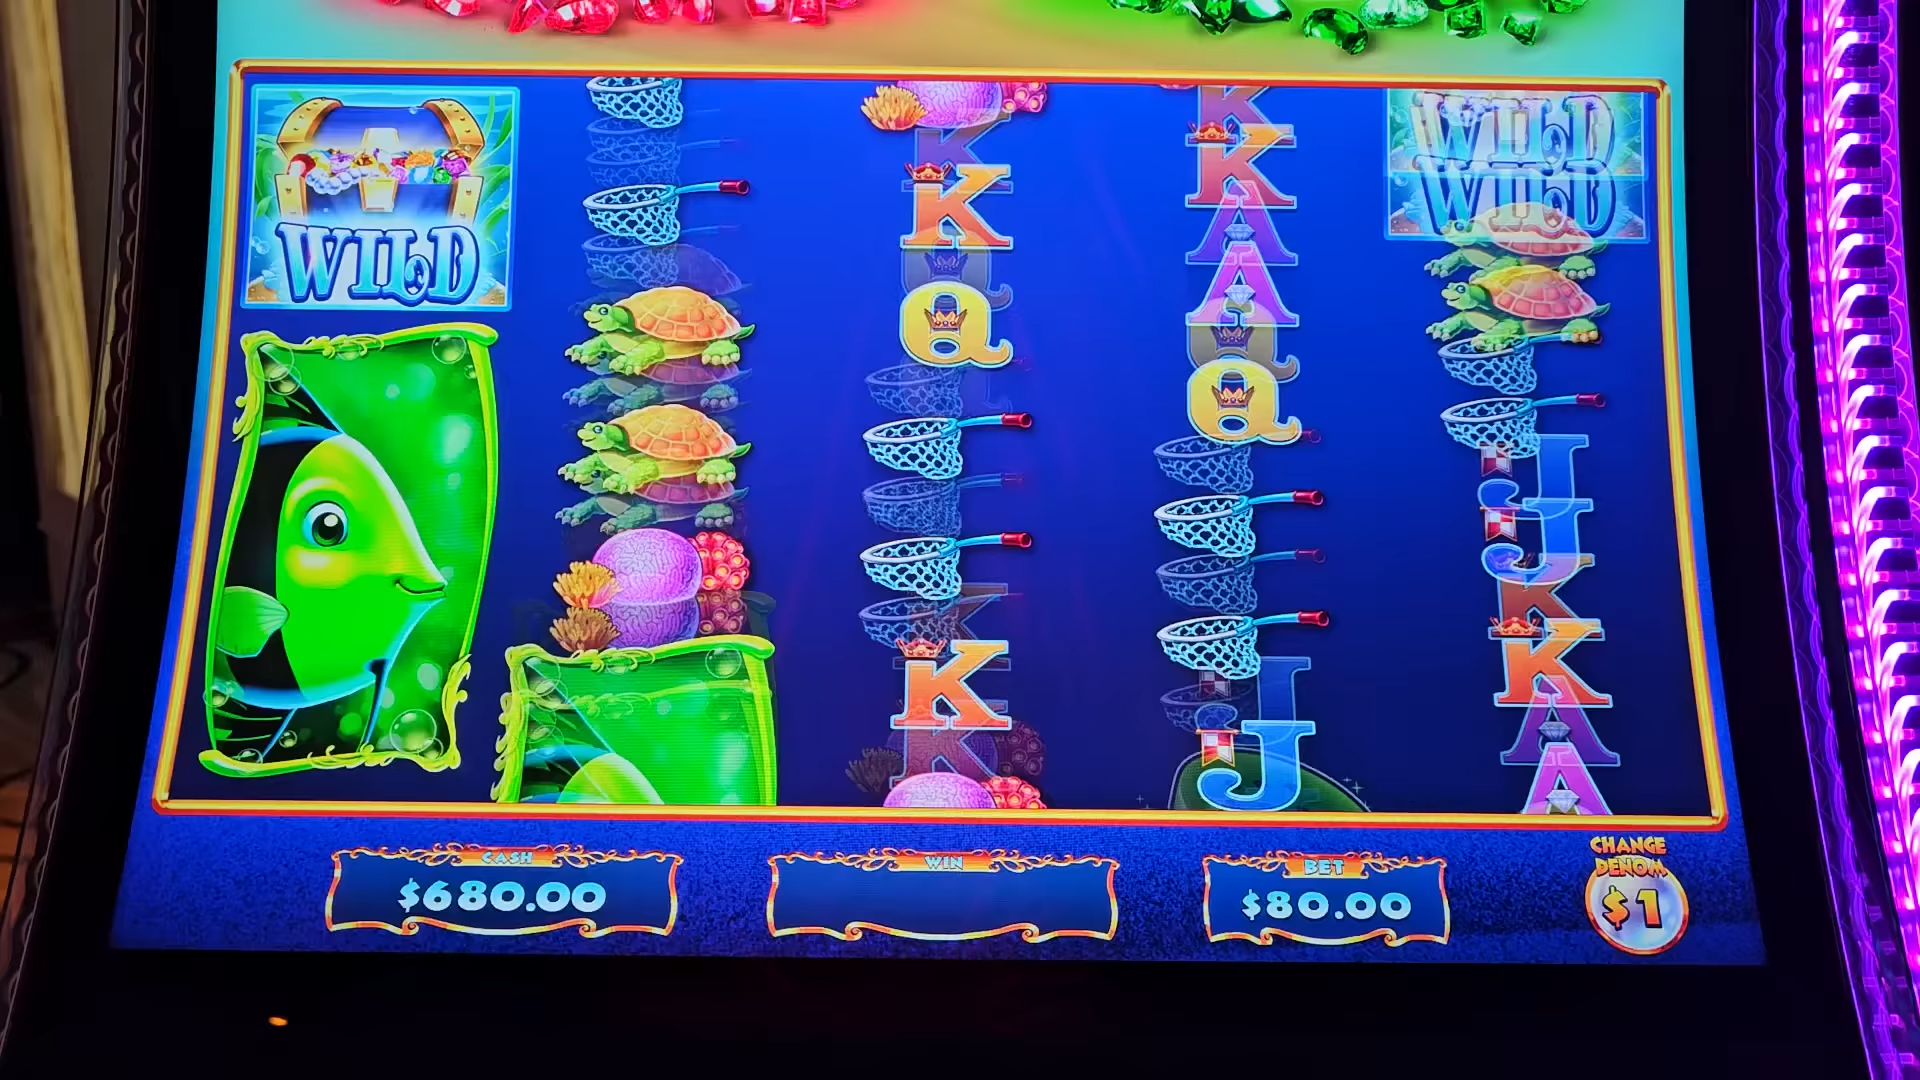 WILD
K
K
WILD
WILD
K
A
A
Q
Q
Q
J
J
K
K
K
K
J
A
A
CASH
$680.00
WIN
BET
$80.00
CHANGE
DENOM
$1